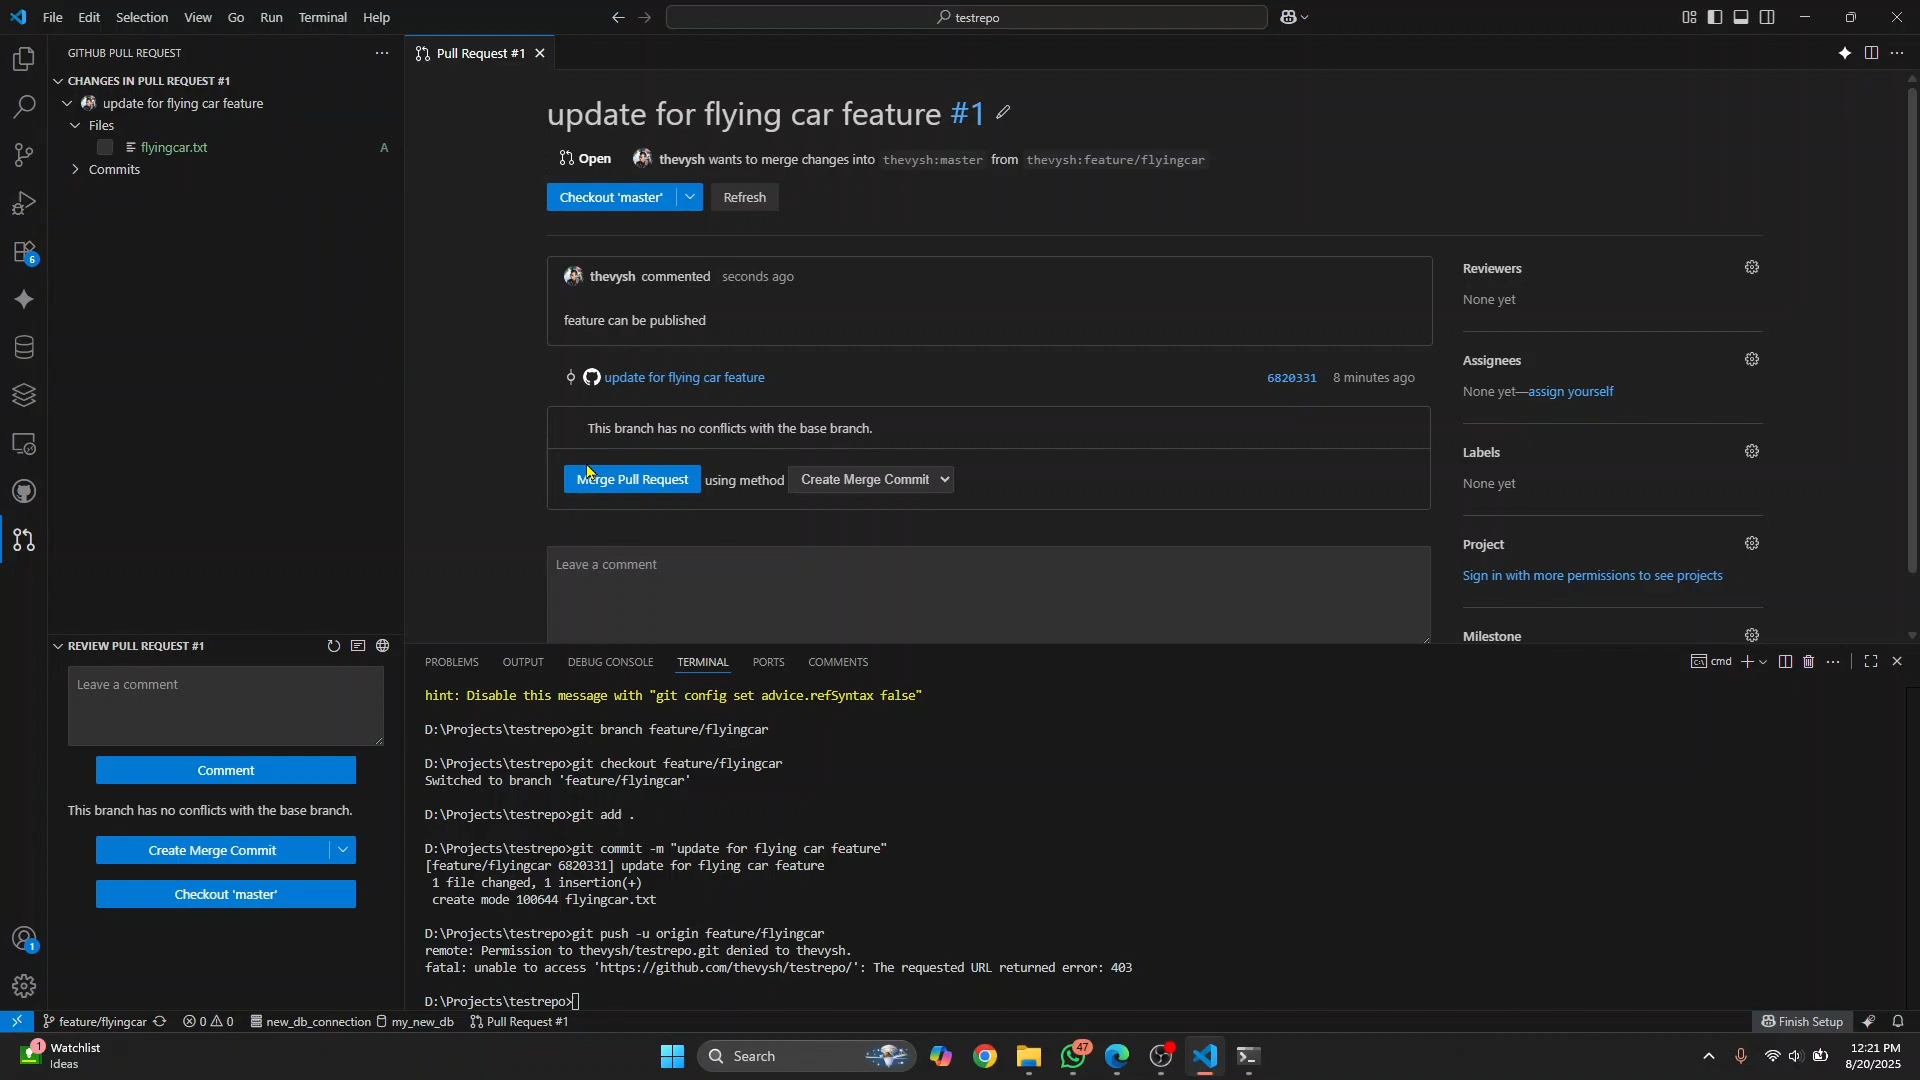 File Edit Selection View Go Run Terminal Help
testrepo
GITHUB PULL REQUEST
CHANGES IN PULL REQUEST #1
update for flying car feature
Files
flyingcar.txt A
Commits
Pull Request #1
update for flying car feature #1
Open thevysh wants to merge changes into thevysh:master from thevysh:feature/flyingcar
Checkout 'master' Refresh
thevysh commented seconds ago
feature can be published
update for flying car feature 6820331 8 minutes ago
This branch has no conflicts with the base branch.
Merge Pull Request using method Create Merge Commit
Leave a comment
Reviewers
None yet
Assignees
None yet—assign yourself
Labels
None yet
Project
Sign in with more permissions to see projects
Milestone
REVIEW PULL REQUEST #1
Leave a comment
Comment
This branch has no conflicts with the base branch.
Create Merge Commit
Checkout 'master'
PROBLEMS OUTPUT DEBUG CONSOLE TERMINAL PORTS COMMENTS
cmd
hint: Disable this message with "git config set advice.refSyntax false"
D:\Projects\testrepo>git branch feature/flyingcar
D:\Projects\testrepo>git checkout feature/flyingcar
Switched to branch 'feature/flyingcar'
D:\Projects\testrepo>git add .
D:\Projects\testrepo>git commit -m "update for flying car feature"
[feature/flyingcar 6820331] update for flying car feature
1 file changed, 1 insertion(+)
create mode 100644 flyingcar.txt
D:\Projects\testrepo>git push -u origin feature/flyingcar
remote: Permission to thevysh/testrepo.git denied to thevysh.
fatal: unable to access 'https://github.com/thevysh/testrepo/': The requested URL returned error: 403
D:\Projects\testrepo>
6
1
feature/flyingcar 0 0 new_db_connection my_new_db Pull Request #1 Finish Setup
1 Watchlist
Ideas
Search
47
12:21 PM
8/20/2025